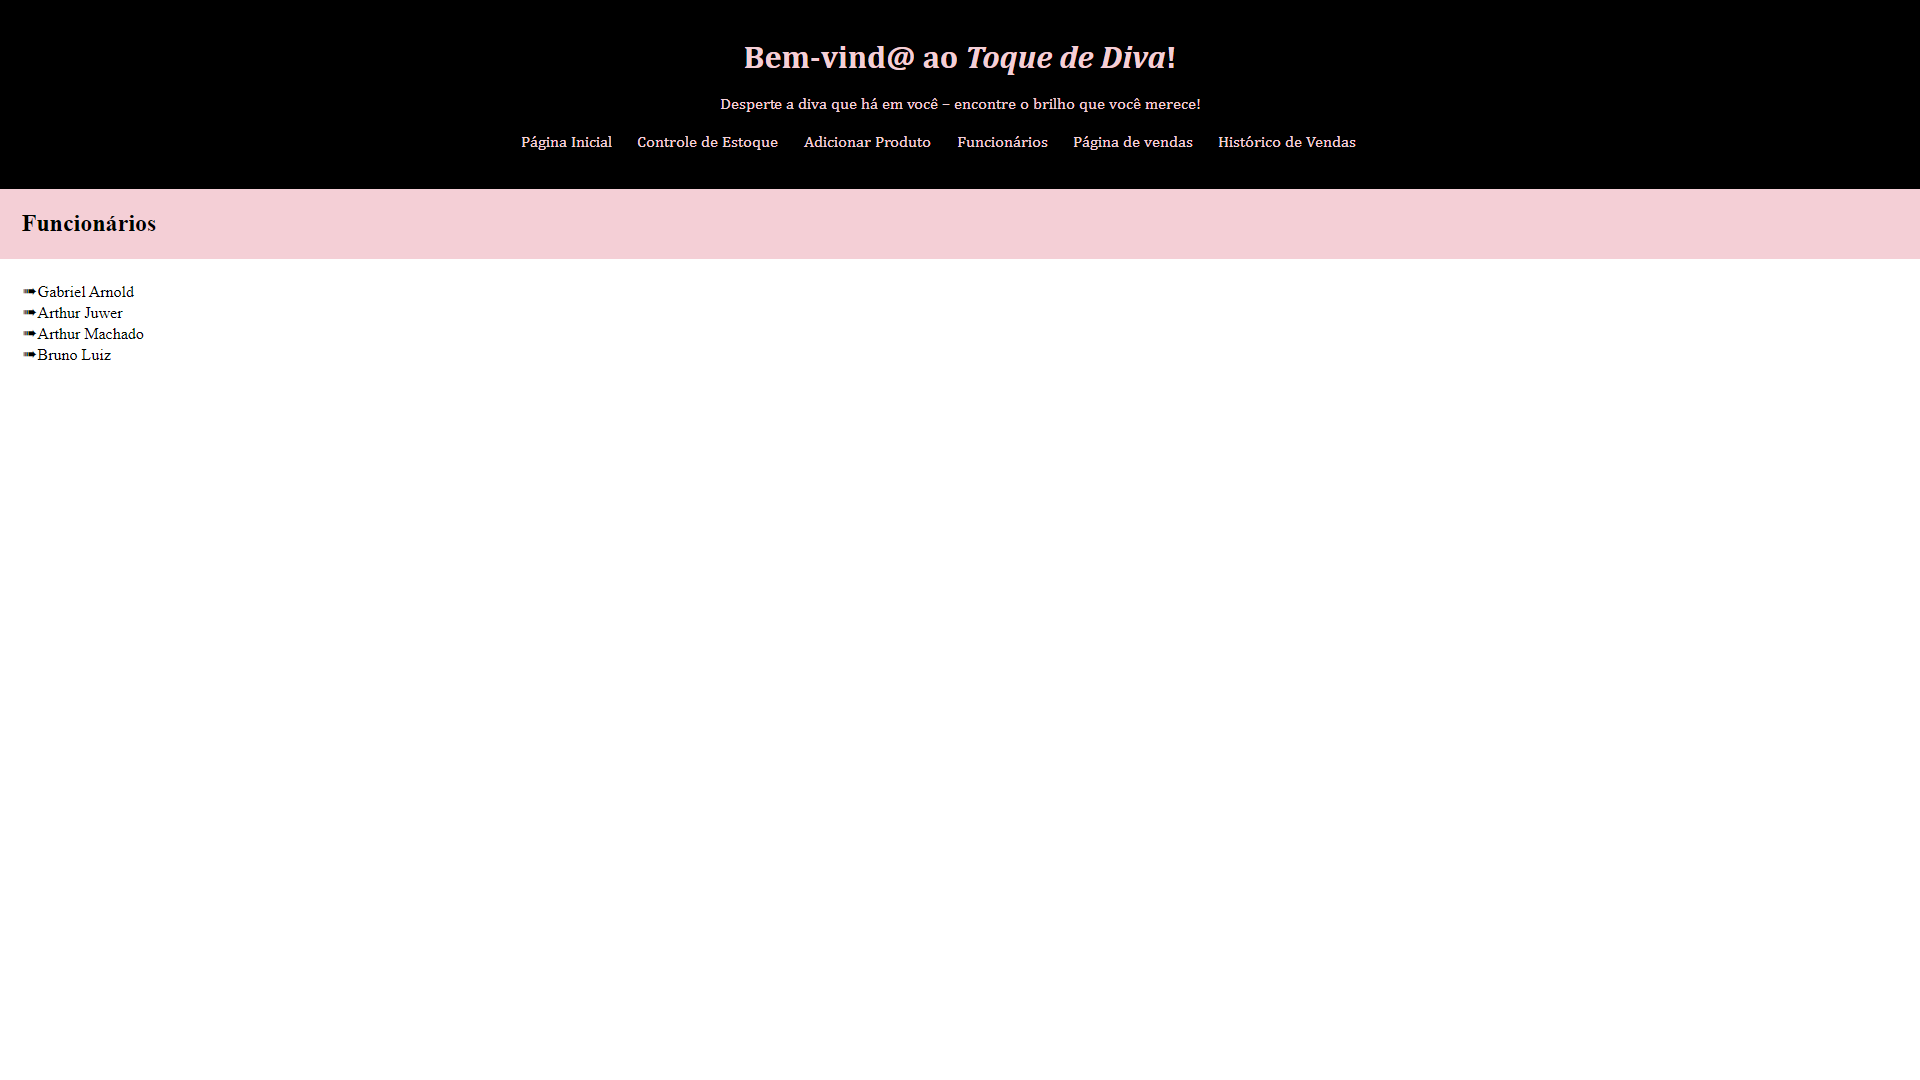 Bem-vind@ ao Toque de Diva!
Desperte a diva que há em você – encontre o brilho que você merece!
Página Inicial Controle de Estoque Adicionar Produto Funcionários Página de vendas Histórico de Vendas
Funcionários
➠Gabriel Arnold
➠Arthur Juwer
➠Arthur Machado
➠Bruno Luiz